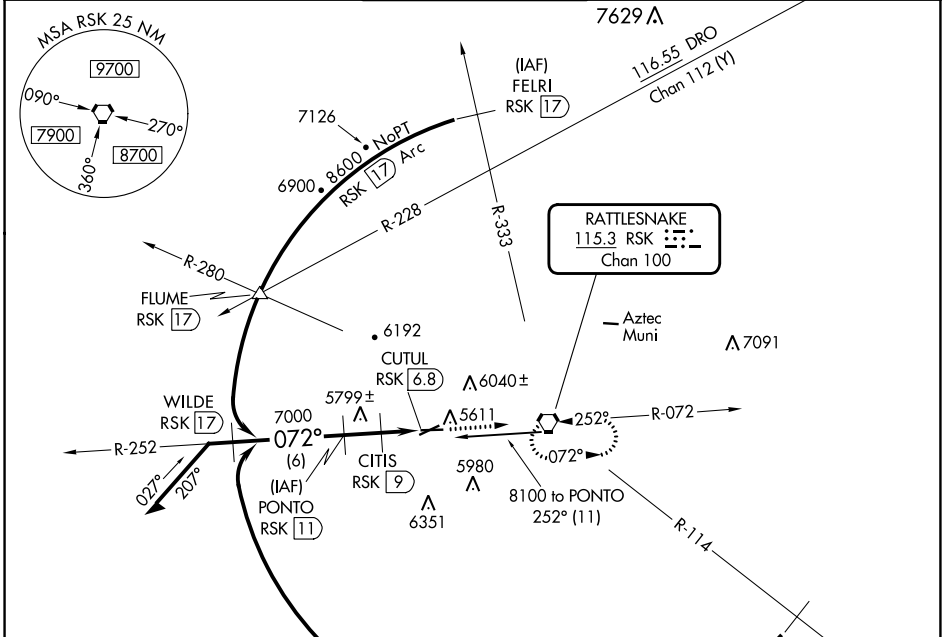 MSA RSK 25 NM
9700
090°
270°
7900
8700
360°
7629
116.55 DRO
Chan 112 (Y)
(IAF)
FELRI
RSK 17
7126
6900
8600 NoPT
RSK 17 Arc
R-228
R-333
R-280
RATTLESNAKE
115.3 RSK
Chan 100
FLUME
RSK 17
6192
Aztec
Muni
7091
CUTUL
RSK 6.8
6040±
5799±
5611
WILDE
RSK 17
7000
072°
(6)
252°
R-072
R-252
072°
CITIS
RSK 9
(IAF)
PONTO
RSK 11
027°
207°
5980
6351
8100 to PONTO
252° (11)
R-114